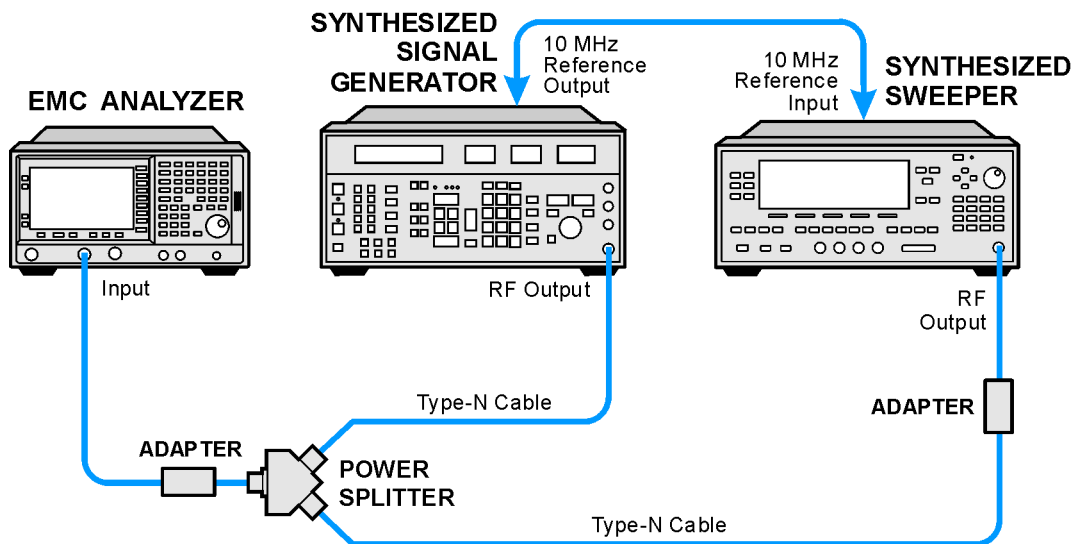 SYNTHESIZED
SIGNAL
GENERATOR
10 MHz
Reference
Output
10 MHz
Reference
Input
SYNTHESIZED
SWEEPER
EMC ANALYZER
Input
RF Output
RF
Output
Type-N Cable
ADAPTER
ADAPTER
POWER
SPLITTER
Type-N Cable